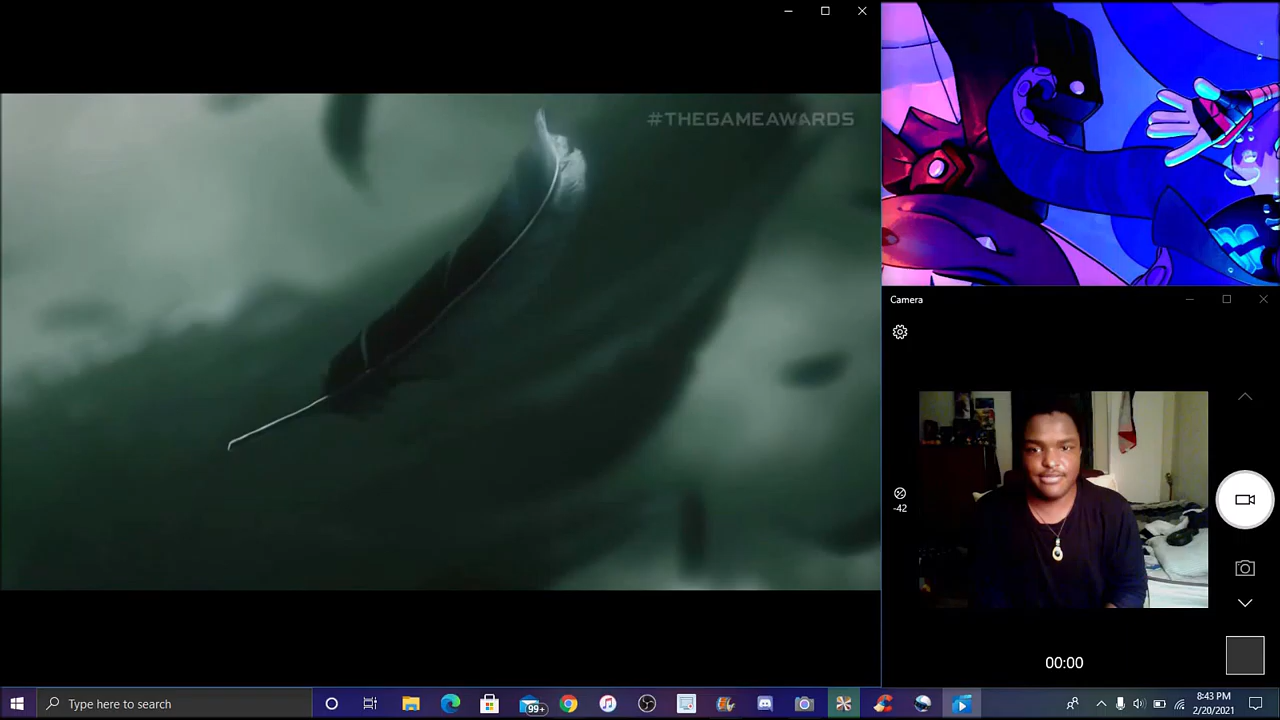 #THEGAMEAWARDS
Camera
-42
00:00
Type here to search
99+
8:43 PM
2/20/2021